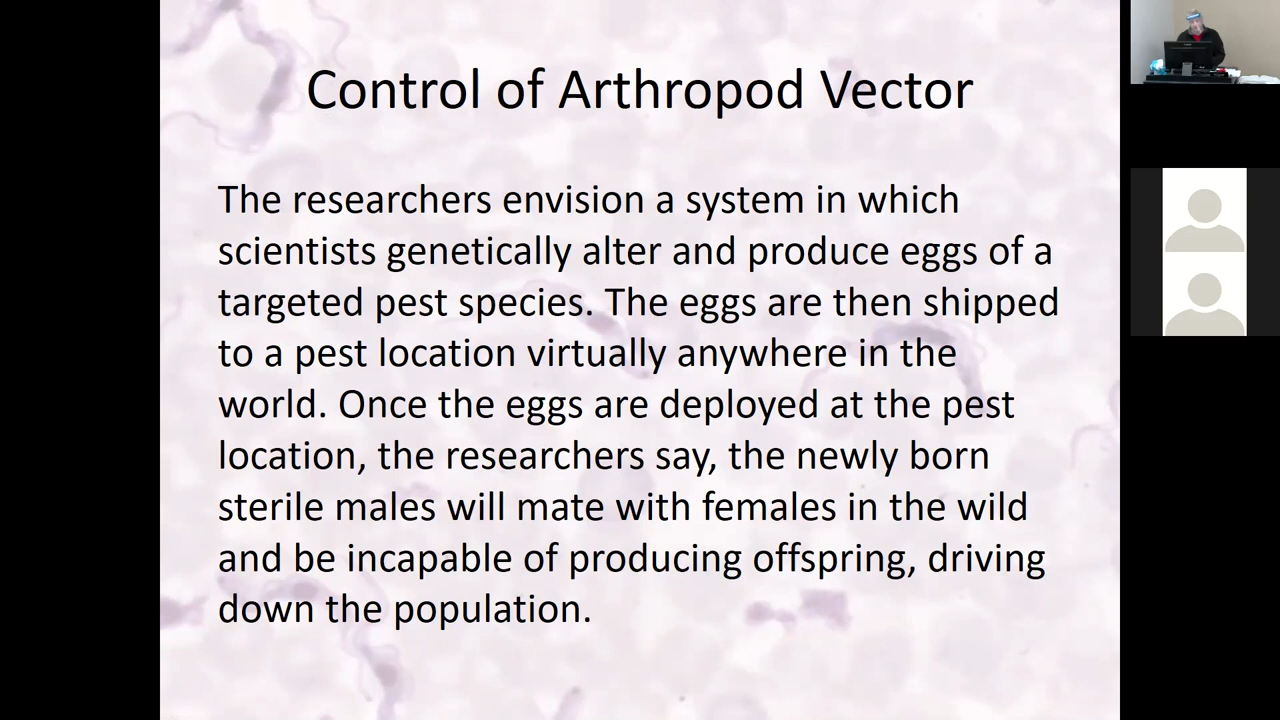 Control of Arthropod Vector
The researchers envision a system in which
scientists genetically alter and produce eggs of a
targeted pest species. The eggs are then shipped
to a pest location virtually anywhere in the
world. Once the eggs are deployed at the pest
location, the researchers say, the newly born
sterile males will mate with females in the wild
and be incapable of producing offspring, driving
down the population.